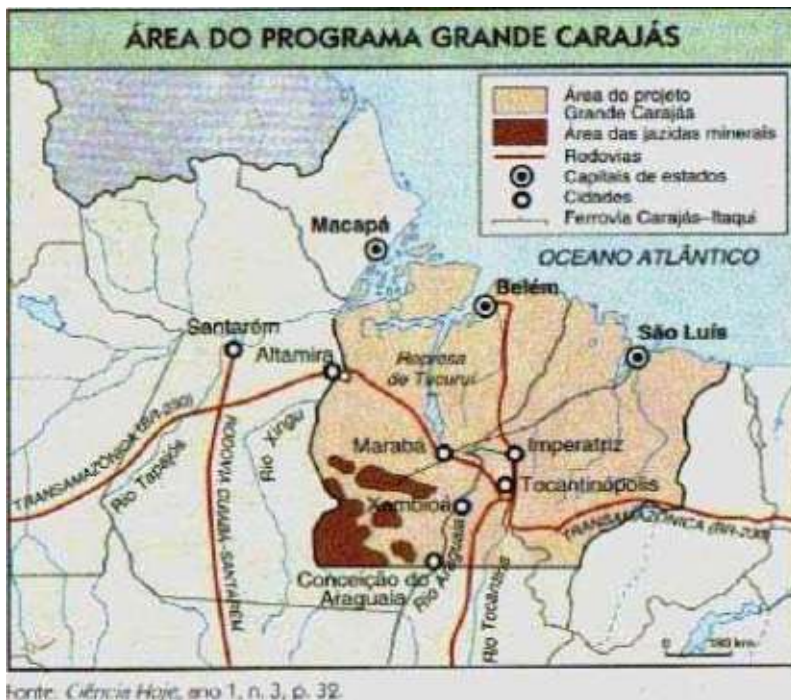 ÁREA DO PROGRAMA GRANDE CARAJÁS
Área do projeto
Grande Carajás
Área das jazidas minerais
Rodovias
Capitais de estados
Cidades
Ferrovia Carajás–Itaqui
Macapá
OCEANO ATLÂNTICO
Belém
Santarém
São Luís
Altamira
Represa
de Tucuruí
TRANSAMAZÔNICA (BR-230)
Rio Tapajós
RODOVIA CUIABÁ-SANTARÉM
Rio Xingu
Marabá
Imperatriz
Tocantinópolis
Xambioá
TRANSAMAZÔNICA (BR-230)
Conceição do
Araguaia
Rio Araguaia
Rio Tocantins
0
km
Fonte: Ciência Hoje, ano 1, n. 3, p. 32.